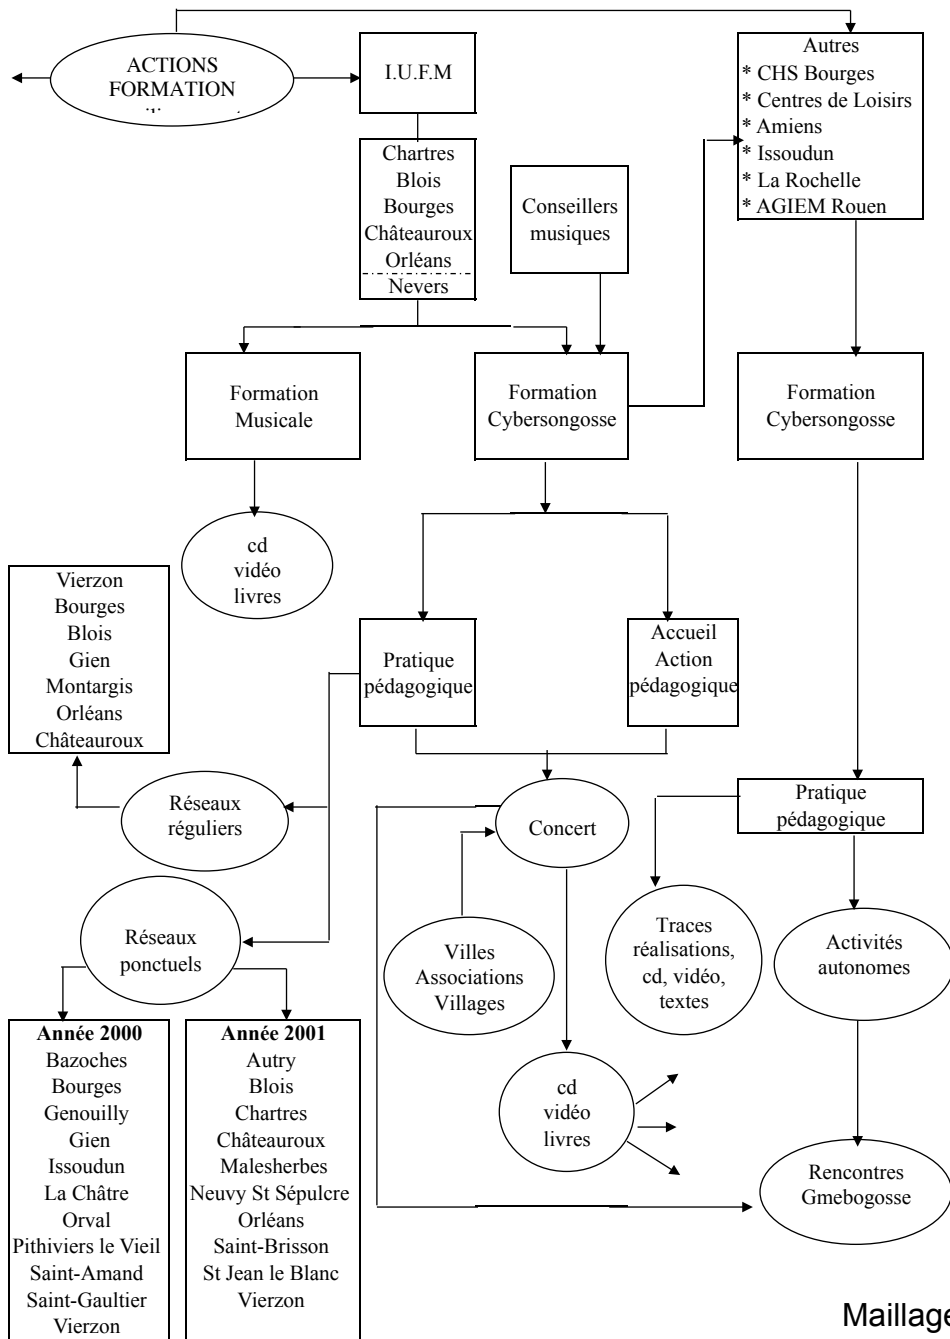 ACTIONS
FORMATION
I.U.F.M
Autres
* CHS Bourges
* Centres de Loisirs
* Amiens
* Issoudun
* La Rochelle
* AGIEM Rouen
Chartres
Blois
Bourges
Châteauroux
Orléans
Nevers
Conseillers
musiques
Formation
Musicale
Formation
Cybersongosse
Formation
Cybersongosse
cd
vidéo
livres
Vierzon
Bourges
Blois
Gien
Montargis
Orléans
Châteauroux
Pratique
pédagogique
Accueil
Action
pédagogique
Réseaux
réguliers
Concert
Pratique
pédagogique
Réseaux
ponctuels
Villes
Associations
Villages
Traces
réalisations,
cd, vidéo,
textes
Activités
autonomes
Année 2000
Bazoches
Bourges
Genouilly
Gien
Issoudun
La Châtre
Orval
Pithiviers le Vieil
Saint-Amand
Saint-Gaultier
Vierzon
Année 2001
Autry
Blois
Chartres
Châteauroux
Malesherbes
Neuvy St Sépulcre
Orléans
Saint-Brisson
St Jean le Blanc
Vierzon
cd
vidéo
livres
Rencontres
Gmebogosse
Maillage